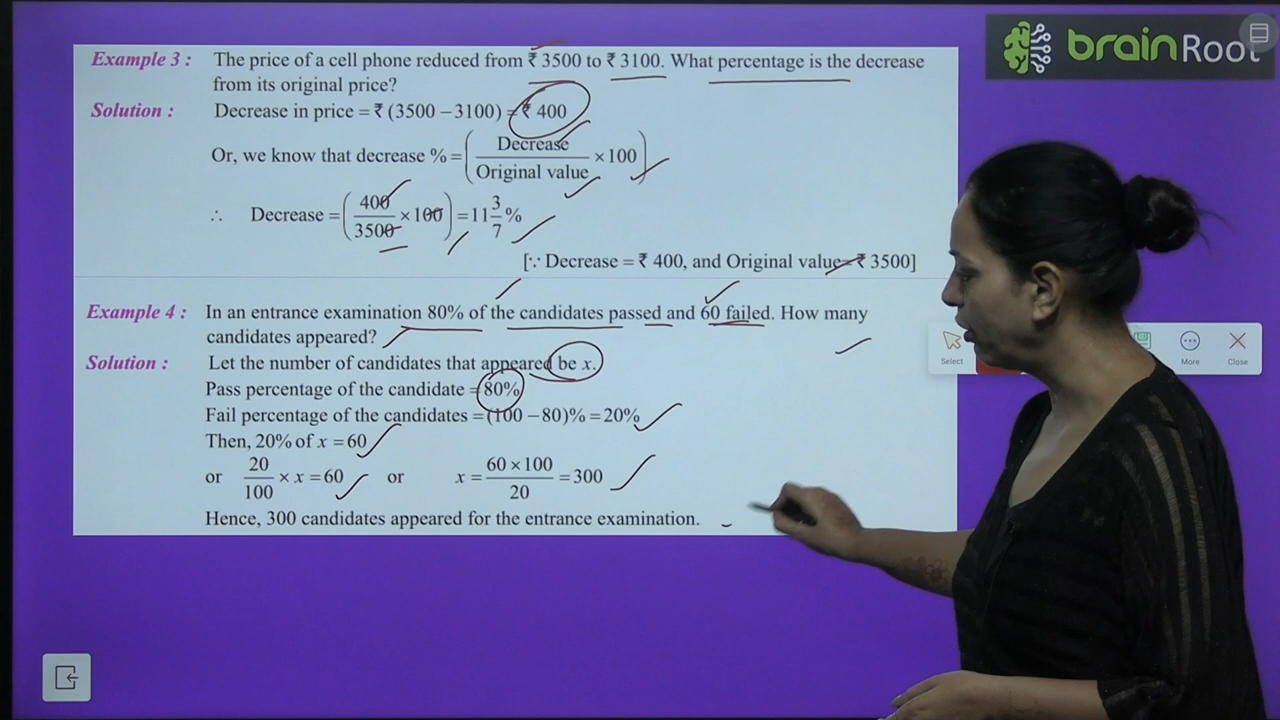 brainRoot
Example 3 : The price of a cell phone reduced from ₹ 3500 to ₹ 3100. What percentage is the decrease
from its original price?
Solution : Decrease in price = ₹ (3500 – 3100) = ₹ 400
Or, we know that decrease % = (Decrease / Original value × 100)
∴ Decrease = (400 / 3500 × 100) = 11 3/7 %
[∵ Decrease = ₹ 400, and Original value = ₹ 3500]
Example 4 : In an entrance examination 80% of the candidates passed and 60 failed. How many
candidates appeared?
Solution : Let the number of candidates that appeared be x.
Pass percentage of the candidate = 80%
Fail percentage of the candidates = (100 – 80)% = 20%
Then, 20% of x = 60
or 20/100 × x = 60 or x = 60 × 100 / 20 = 300
Hence, 300 candidates appeared for the entrance examination.
Select More Close